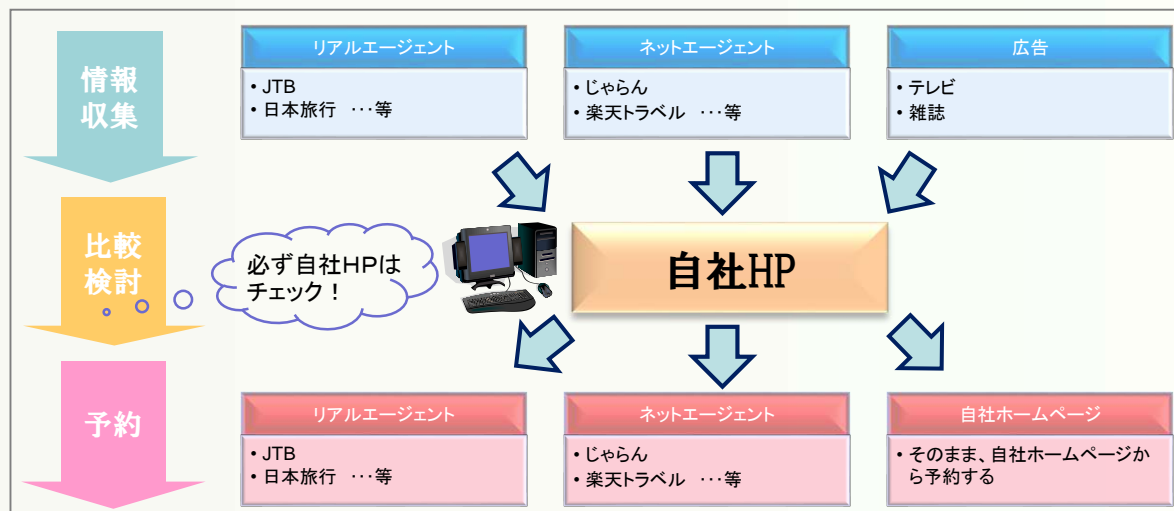 情報
収集
リアルエージェント
• JTB
• 日本旅行 …等
ネットエージェント
• じゃらん
• 楽天トラベル …等
広告
• テレビ
• 雑誌
比較
検討
必ず自社HPは
チェック！
自社HP
予約
リアルエージェント
• JTB
• 日本旅行 …等
ネットエージェント
• じゃらん
• 楽天トラベル …等
自社ホームページ
• そのまま、自社ホームページか
ら予約する